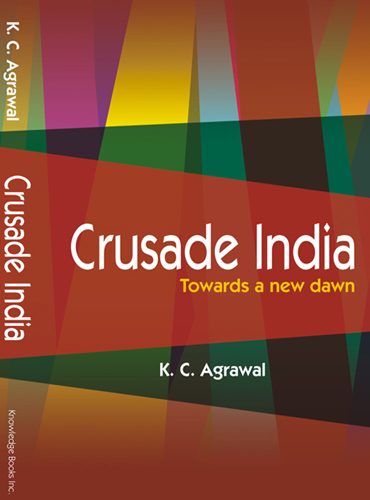 K. C. Agrawal
Crusade India
Knowledge Books Inc.
Crusade India
Towards a new dawn
K. C. Agrawal